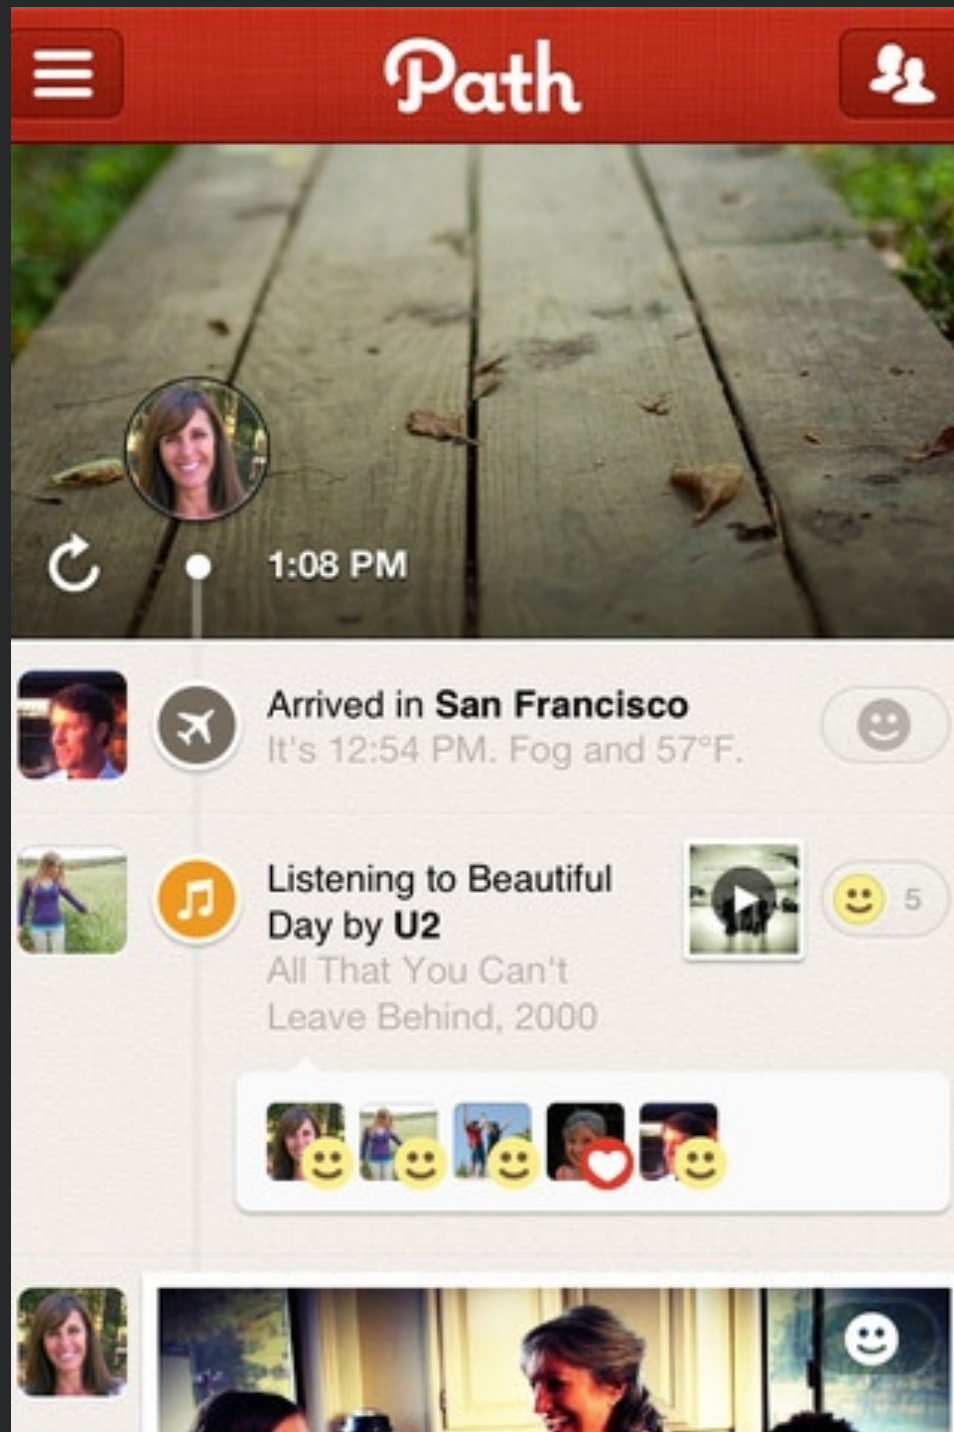 Path
1:08 PM
Arrived in San Francisco
It's 12:54 PM. Fog and 57°F.
Listening to Beautiful
Day by U2
All That You Can't
Leave Behind, 2000
5